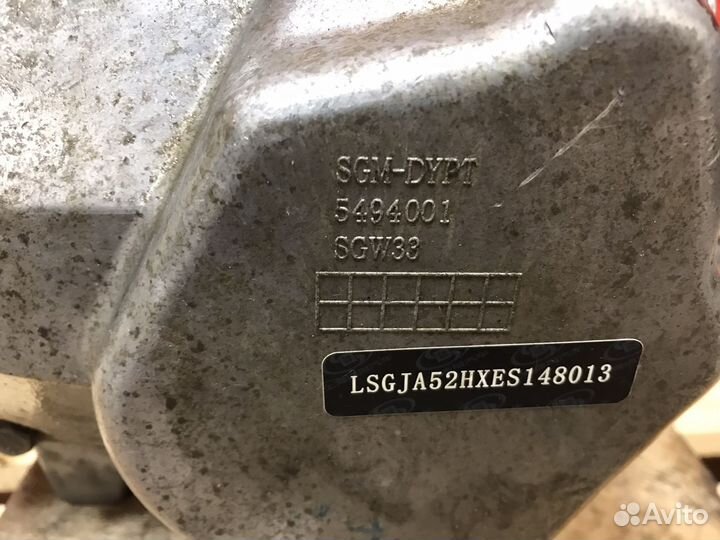 SGM-DYPT
5494001
SGW33
LSGJA52HXES148013
Avito